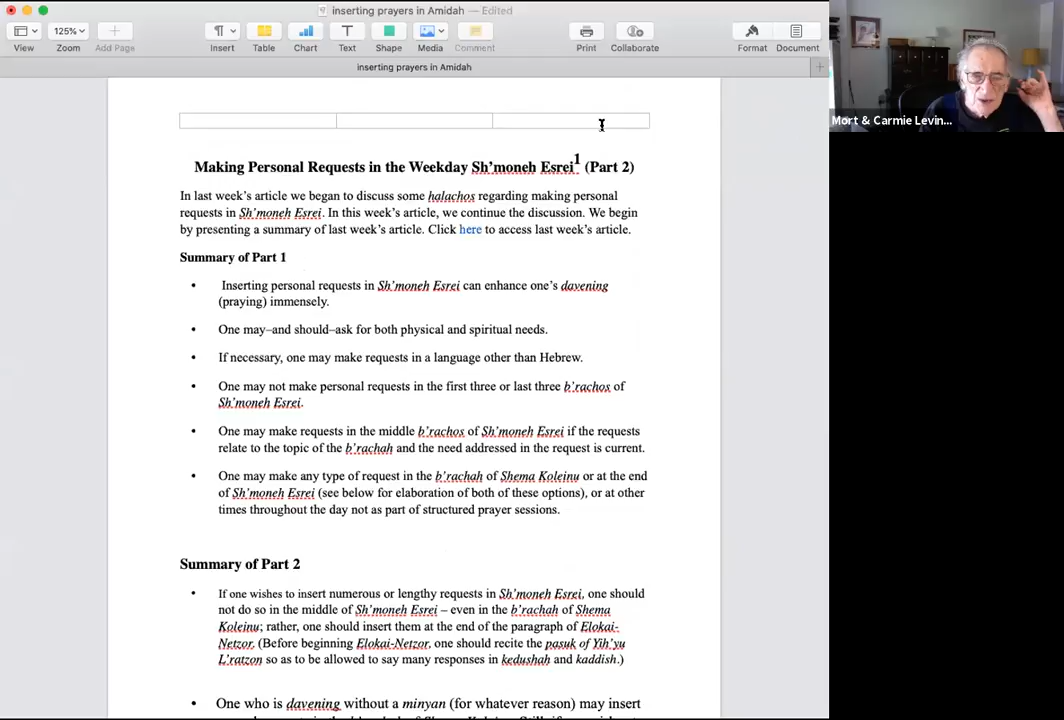 inserting prayers in Amidah — Edited
125%
View Zoom Add Page Insert Table Chart Text Shape Media Comment Print Collaborate Format Document
inserting prayers in Amidah
Mort & Carmie Levin...
Making Personal Requests in the Weekday Sh'moneh Esrei1 (Part 2)
In last week's article we began to discuss some halachos regarding making personal
requests in Sh'moneh Esrei. In this week's article, we continue the discussion. We begin
by presenting a summary of last week's article. Click here to access last week's article.
Summary of Part 1
• Inserting personal requests in Sh'moneh Esrei can enhance one's davening
(praying) immensely.
• One may–and should–ask for both physical and spiritual needs.
• If necessary, one may make requests in a language other than Hebrew.
• One may not make personal requests in the first three or last three b'rachos of
Sh'moneh Esrei.
• One may make requests in the middle b'rachos of Sh'moneh Esrei if the requests
relate to the topic of the b'rachah and the need addressed in the request is current.
• One may make any type of request in the b'rachah of Shema Koleinu or at the end
of Sh'moneh Esrei (see below for elaboration of both of these options), or at other
times throughout the day not as part of structured prayer sessions.
Summary of Part 2
• If one wishes to insert numerous or lengthy requests in Sh'moneh Esrei, one should
not do so in the middle of Sh'moneh Esrei – even in the b'rachah of Shema
Koleinu; rather, one should insert them at the end of the paragraph of Elokai-
Netzor. (Before beginning Elokai-Netzor, one should recite the pasuk of Yih'yu
L'ratzon so as to be allowed to say many responses in kedushah and kaddish.)
• One who is davening without a minyan (for whatever reason) may insert